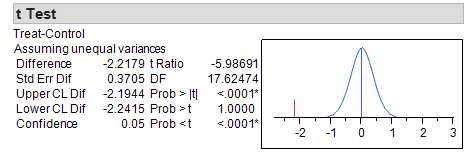 t Test
Treat-Control
Assuming unequal variances
Difference -2.2179 t Ratio -5.98691
Std Err Dif 0.3705 DF 17.62474
Upper CL Dif -2.1944 Prob > |t| <.0001*
Lower CL Dif -2.2415 Prob > t 1.0000
Confidence 0.05 Prob < t <.0001*
-2 -1 0 1 2 3